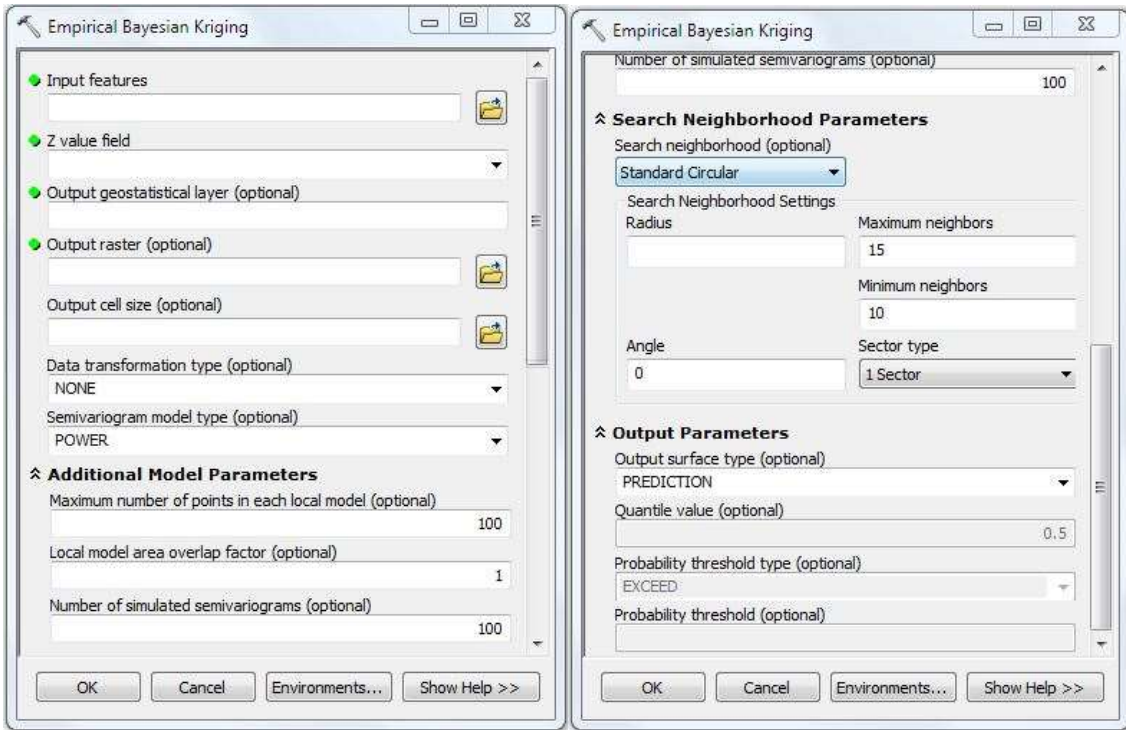 Empirical Bayesian Kriging
Input features
Z value field
Output geostatistical layer (optional)
Output raster (optional)
Output cell size (optional)
Data transformation type (optional)
NONE
Semivariogram model type (optional)
POWER
Additional Model Parameters
Maximum number of points in each local model (optional)
100
Local model area overlap factor (optional)
1
Number of simulated semivariograms (optional)
100
OK Cancel Environments... Show Help >>
Empirical Bayesian Kriging
Number of simulated semivariograms (optional)
100
Search Neighborhood Parameters
Search neighborhood (optional)
Standard Circular
Search Neighborhood Settings
Radius Maximum neighbors
15
Minimum neighbors
10
Angle Sector type
0 1 Sector
Output Parameters
Output surface type (optional)
PREDICTION
Quantile value (optional)
0.5
Probability threshold type (optional)
EXCEED
Probability threshold (optional)
OK Cancel Environments... Show Help >>